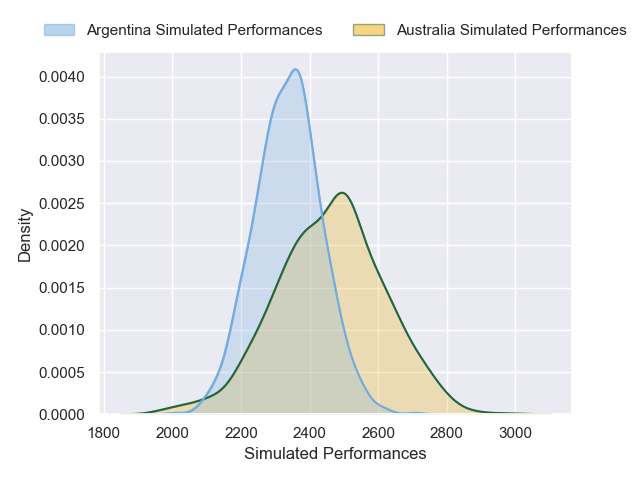 Argentina Simulated Performances Australia Simulated Performances
0.0040
0.0035
0.0030
0.0025
0.0020
0.0015
0.0010
0.0005
0.0000
Density
1800 2000 2200 2400 2600 2800 3000
Simulated Performances